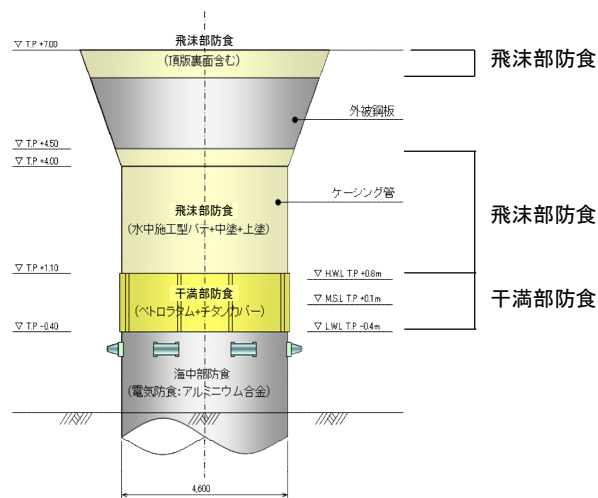 飛沫部防食
▽ T.P +7.00
(頂版裏面含む)
飛沫部防食
外被鋼板
▽ T.P +4.50
▽ T.P +4.00
ケーシング管
飛沫部防食
(水中施工型パテ+中塗+上塗)
飛沫部防食
▽ T.P +1.10
▽ H.W.L T.P +0.8m
干満部防食
▽ M.S.L T.P +0.1m
干満部防食
(ペトロラタム+チタンカバー)
▽ T.P -0.40
▽ L.W.L T.P -0.4m
海中部防食
(電気防食:アルミニウム合金)
4,600